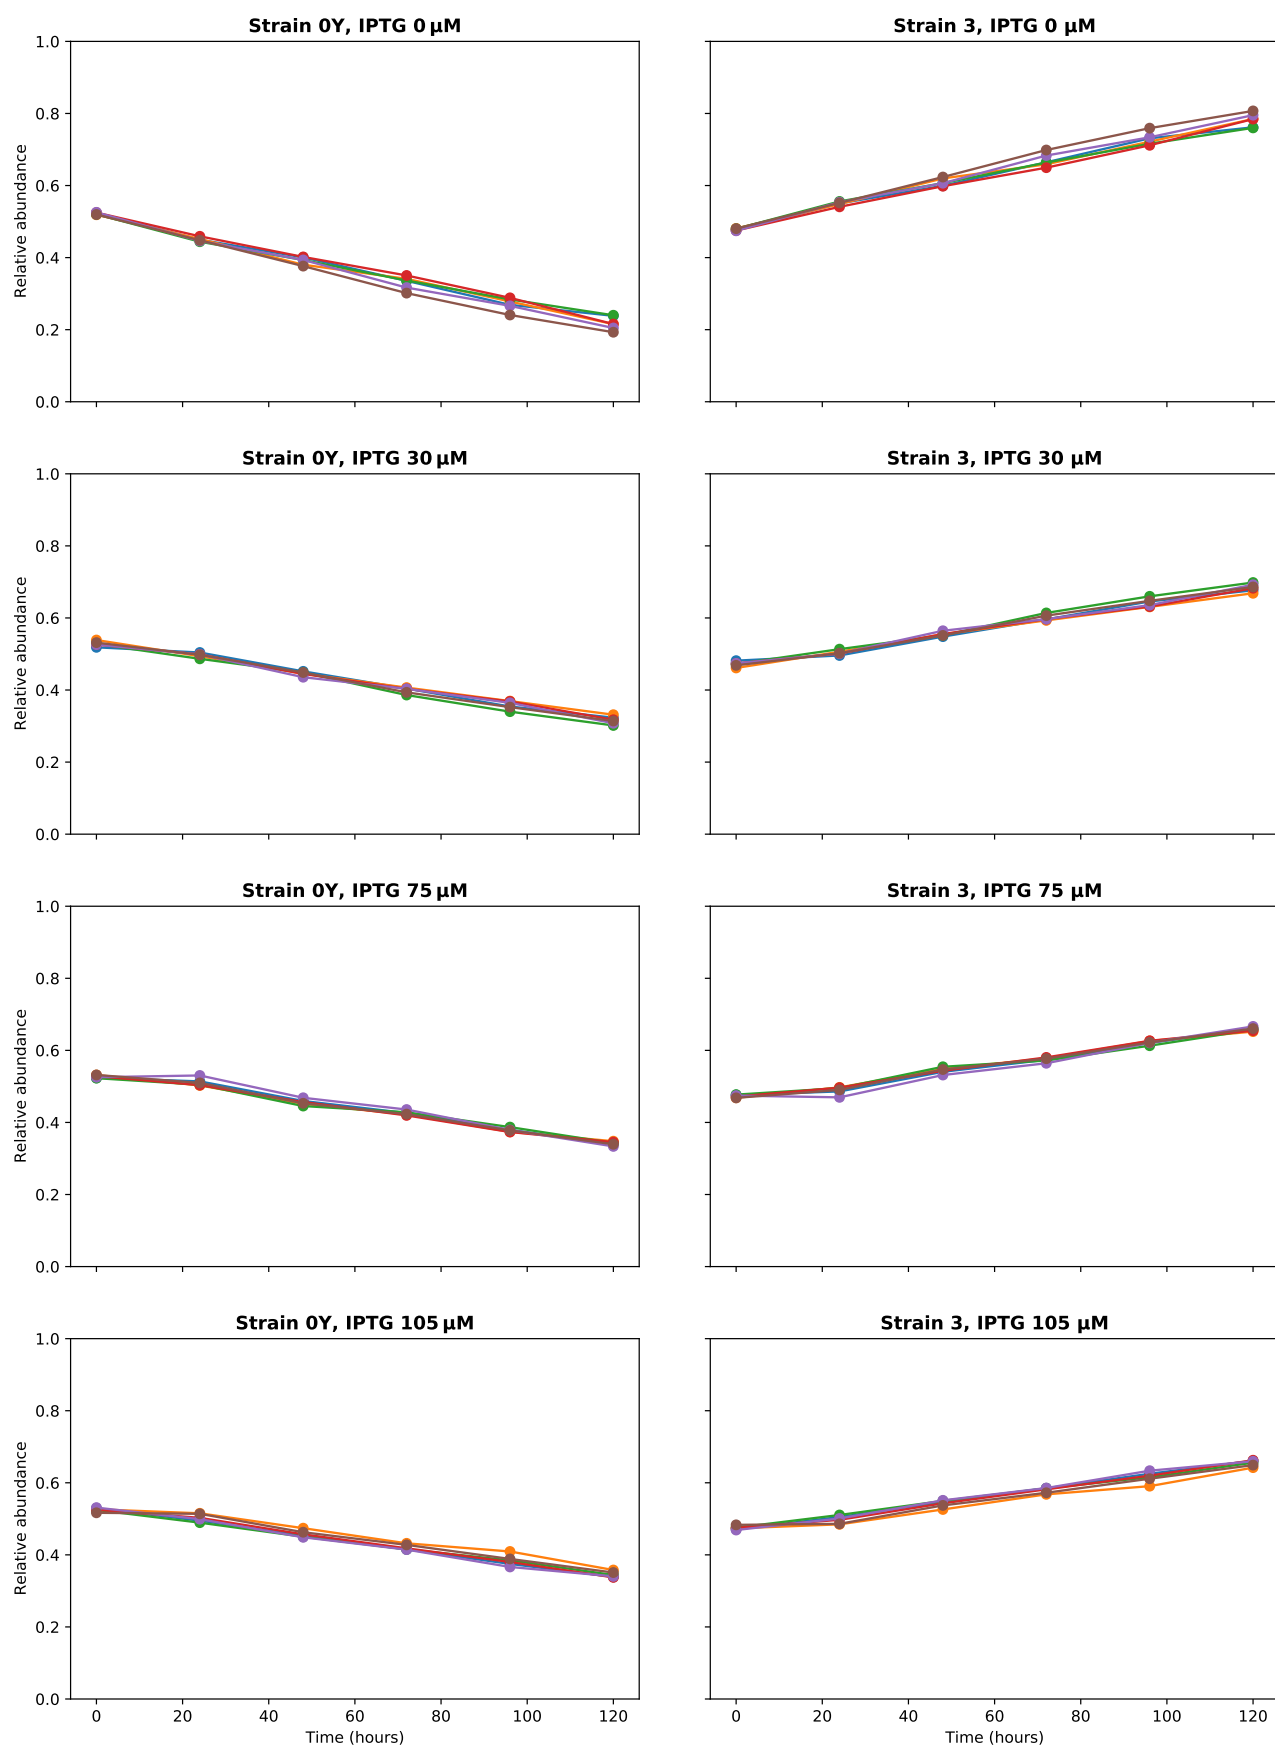 Strain 0Y, IPTG 0 µM
Strain 3, IPTG 0 µM
1.0
0.8
0.6
0.4
0.2
0.0
Relative abundance
Strain 0Y, IPTG 30 µM
Strain 3, IPTG 30 µM
1.0
0.8
0.6
0.4
0.2
0.0
Relative abundance
Strain 0Y, IPTG 75 µM
Strain 3, IPTG 75 µM
1.0
0.8
0.6
0.4
0.2
0.0
Relative abundance
Strain 0Y, IPTG 105 µM
Strain 3, IPTG 105 µM
1.0
0.8
0.6
0.4
0.2
0.0
Relative abundance
0 20 40 60 80 100 120
0 20 40 60 80 100 120
Time (hours)
Time (hours)